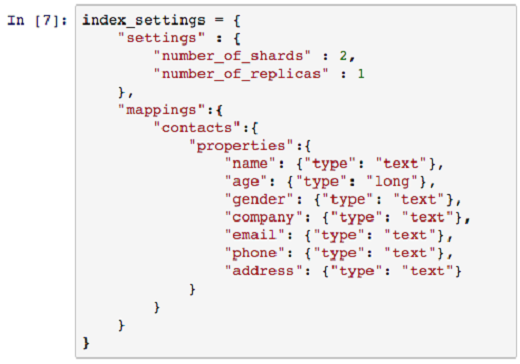 In [7]: index_settings = {
    "settings" : {
        "number_of_shards" : 2,
        "number_of_replicas" : 1
    },
    "mappings":{
        "contacts":{
            "properties":{
                "name": {"type": "text"},
                "age": {"type": "long"},
                "gender": {"type": "text"},
                "company": {"type": "text"},
                "email": {"type": "text"},
                "phone": {"type": "text"},
                "address": {"type": "text"}
            }
        }
    }
}